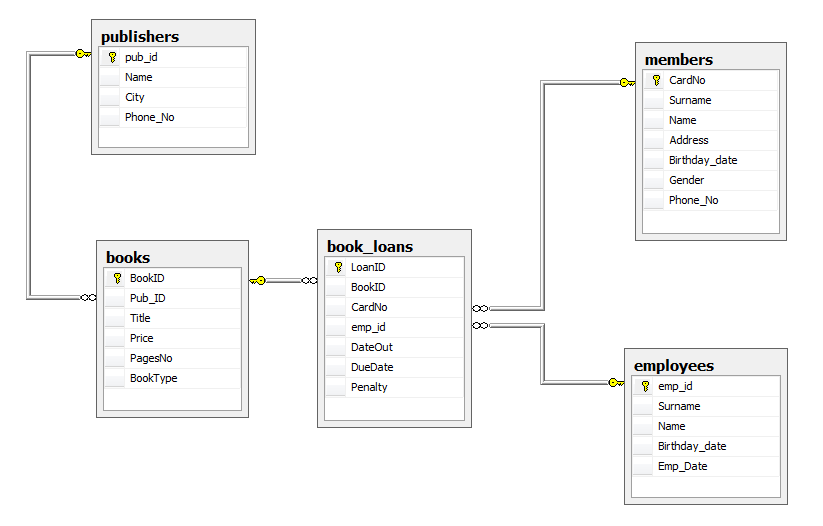 publishers
pub_id
Name
City
Phone_No
members
CardNo
Surname
Name
Address
Birthday_date
Gender
Phone_No
books
BookID
Pub_ID
Title
Price
PagesNo
BookType
book_loans
LoanID
BookID
CardNo
emp_id
DateOut
DueDate
Penalty
employees
emp_id
Surname
Name
Birthday_date
Emp_Date